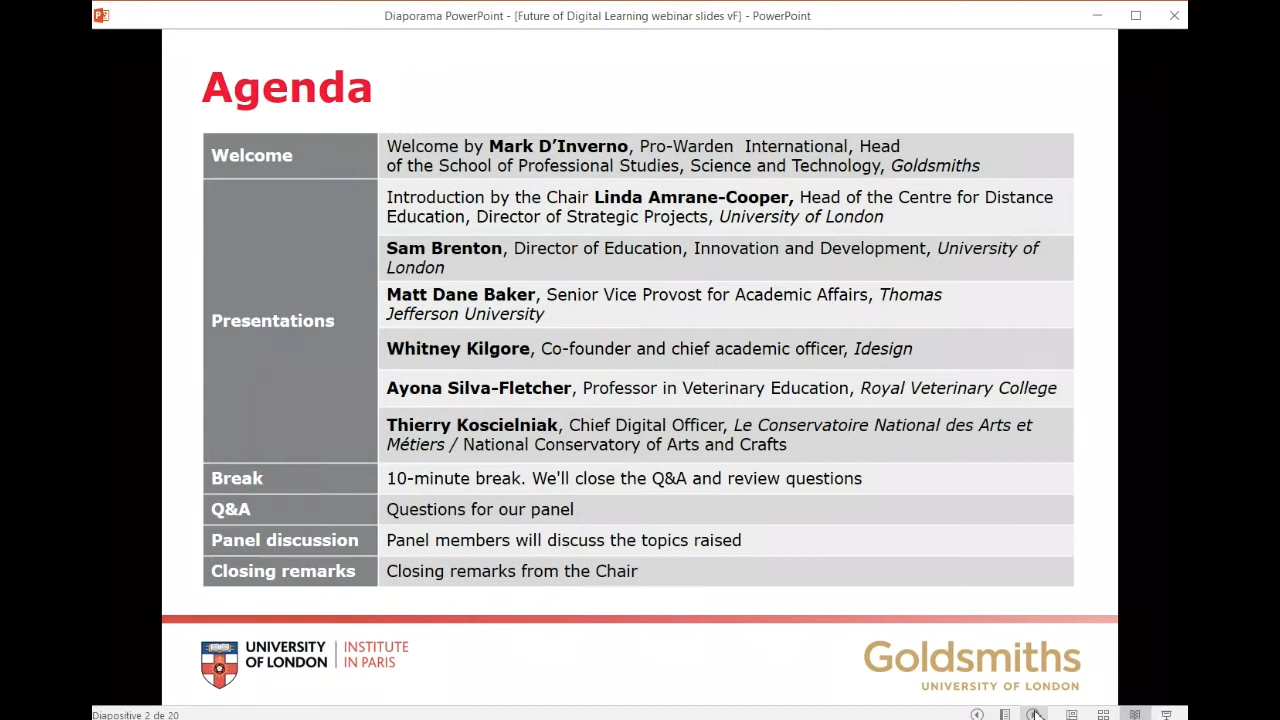 Diaporama PowerPoint - [Future of Digital Learning webinar slides vF] - PowerPoint
Agenda
Welcome
Welcome by Mark D’Inverno, Pro-Warden International, Head
of the School of Professional Studies, Science and Technology, Goldsmiths
Presentations
Introduction by the Chair Linda Amrane-Cooper, Head of the Centre for Distance
Education, Director of Strategic Projects, University of London
Sam Brenton, Director of Education, Innovation and Development, University of
London
Matt Dane Baker, Senior Vice Provost for Academic Affairs, Thomas
Jefferson University
Whitney Kilgore, Co-founder and chief academic officer, Idesign
Ayona Silva-Fletcher, Professor in Veterinary Education, Royal Veterinary College
Thierry Koscielniak, Chief Digital Officer, Le Conservatoire National des Arts et
Métiers / National Conservatory of Arts and Crafts
Break
10-minute break. We'll close the Q&A and review questions
Q&A
Questions for our panel
Panel discussion
Panel members will discuss the topics raised
Closing remarks
Closing remarks from the Chair
UNIVERSITY
OF LONDON
INSTITUTE
IN PARIS
Goldsmiths
UNIVERSITY OF LONDON
Diapositive 2 de 20